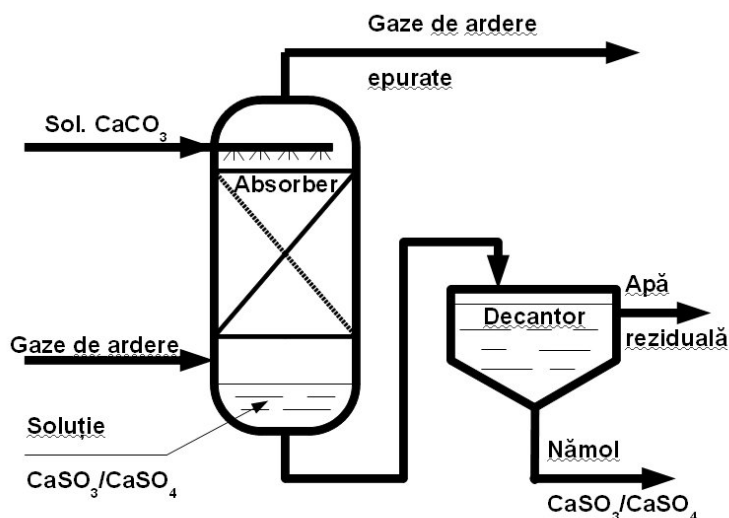 Gaze de ardere
epurate
Sol. CaCO₃
Absorber
Gaze de ardere
Soluție
CaSO₃/CaSO₄
Decantor
Apă
reziduală
Nămol
CaSO₃/CaSO₄